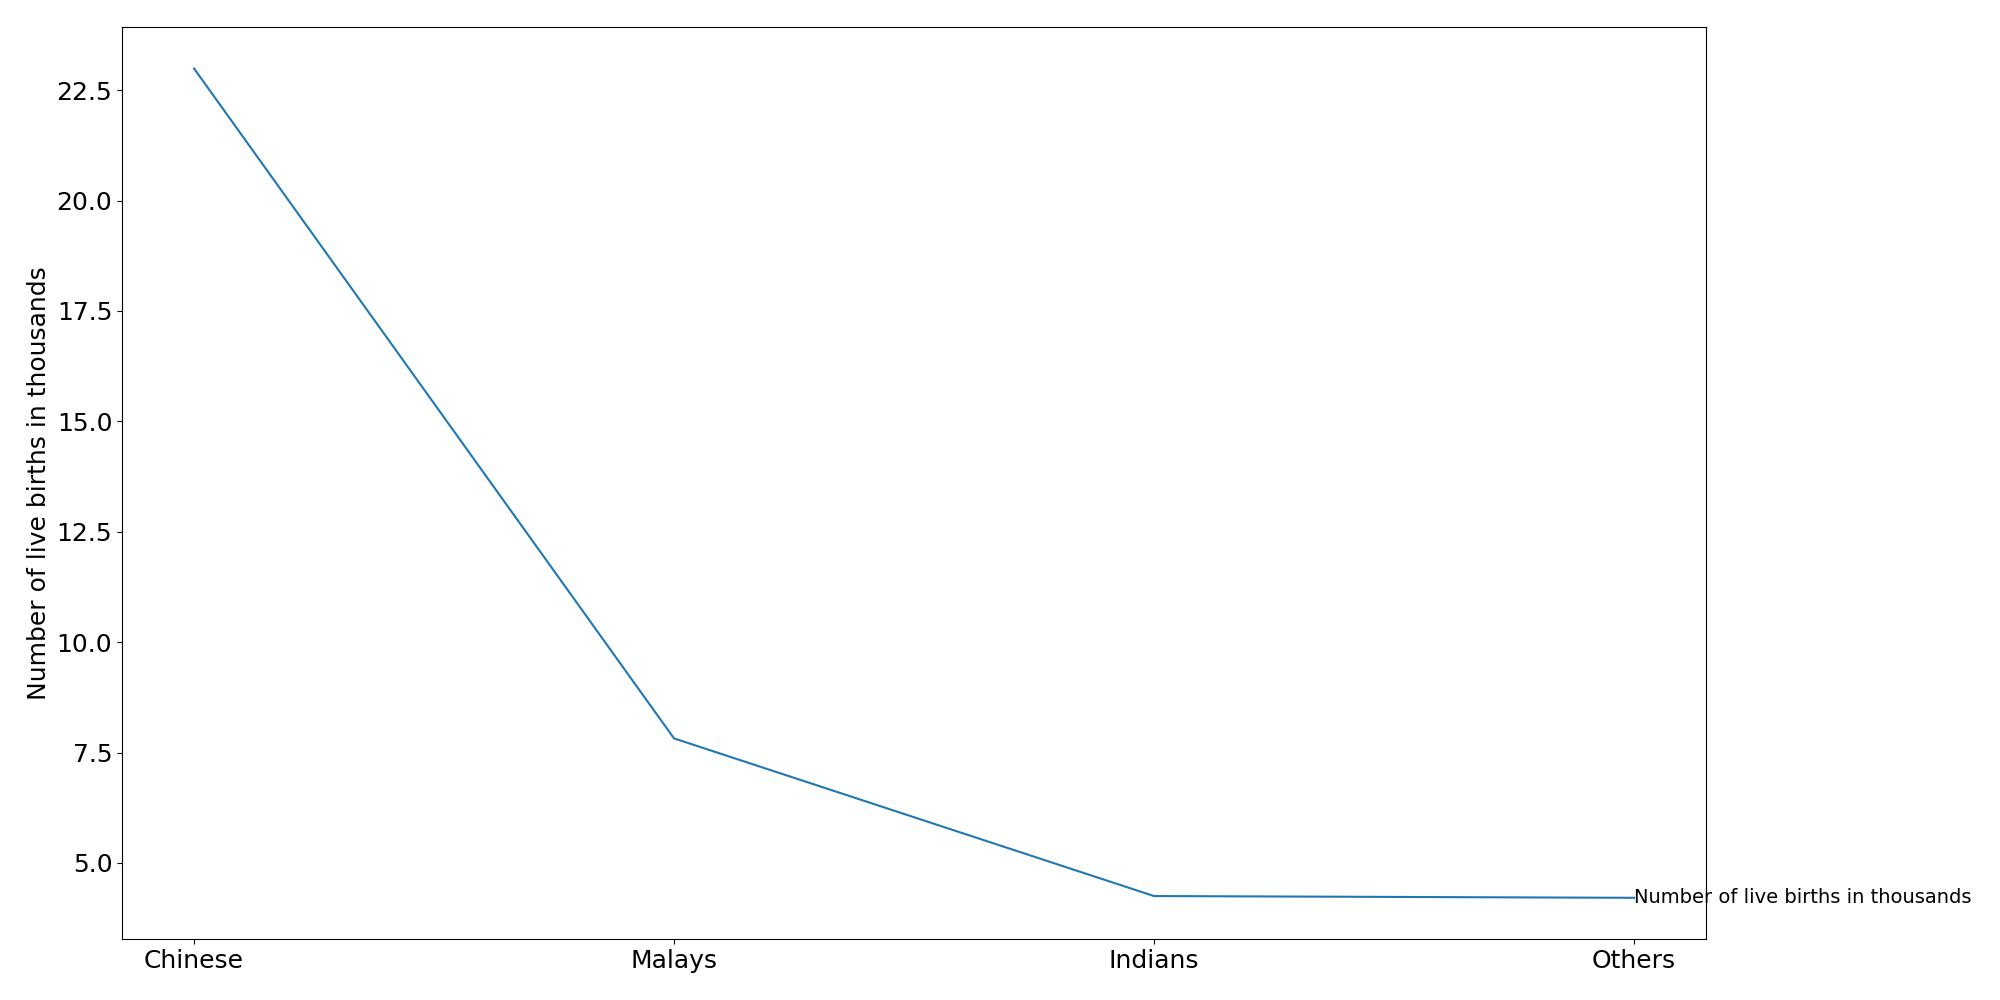 Number of live births in thousands
22.5
20.0
17.5
15.0
12.5
10.0
7.5
5.0
Number of live births in thousands
Chinese
Malays
Indians
Others